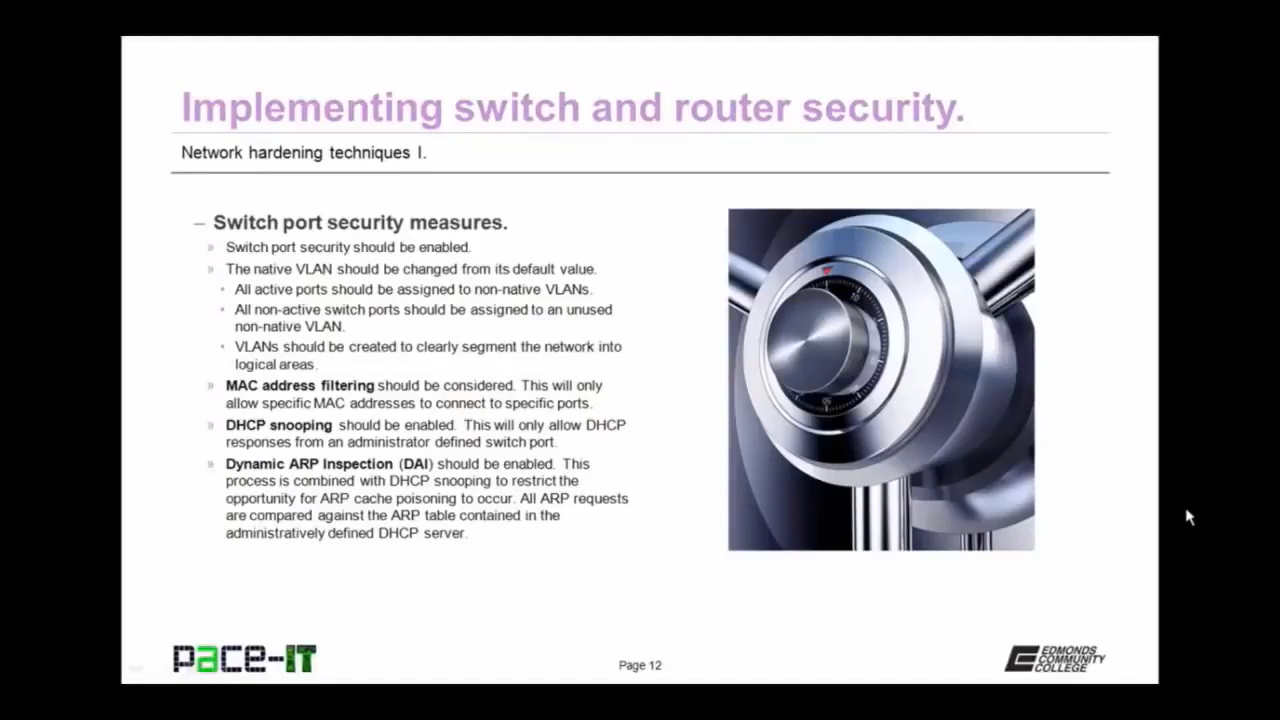 Implementing switch and router security.
Network hardening techniques I.
– Switch port security measures.
» Switch port security should be enabled.
» The native VLAN should be changed from its default value.
• All active ports should be assigned to non-native VLANs.
• All non-active switch ports should be assigned to an unused
non-native VLAN.
• VLANs should be created to clearly segment the network into
logical areas.
» MAC address filtering should be considered. This will only
allow specific MAC addresses to connect to specific ports.
» DHCP snooping should be enabled. This will only allow DHCP
responses from an administrator defined switch port.
» Dynamic ARP Inspection (DAI) should be enabled. This
process is combined with DHCP snooping to restrict the
opportunity for ARP cache poisoning to occur. All ARP requests
are compared against the ARP table contained in the
administratively defined DHCP server.
10
50
pace-IT
Page 12
EDMONDS
COMMUNITY
COLLEGE